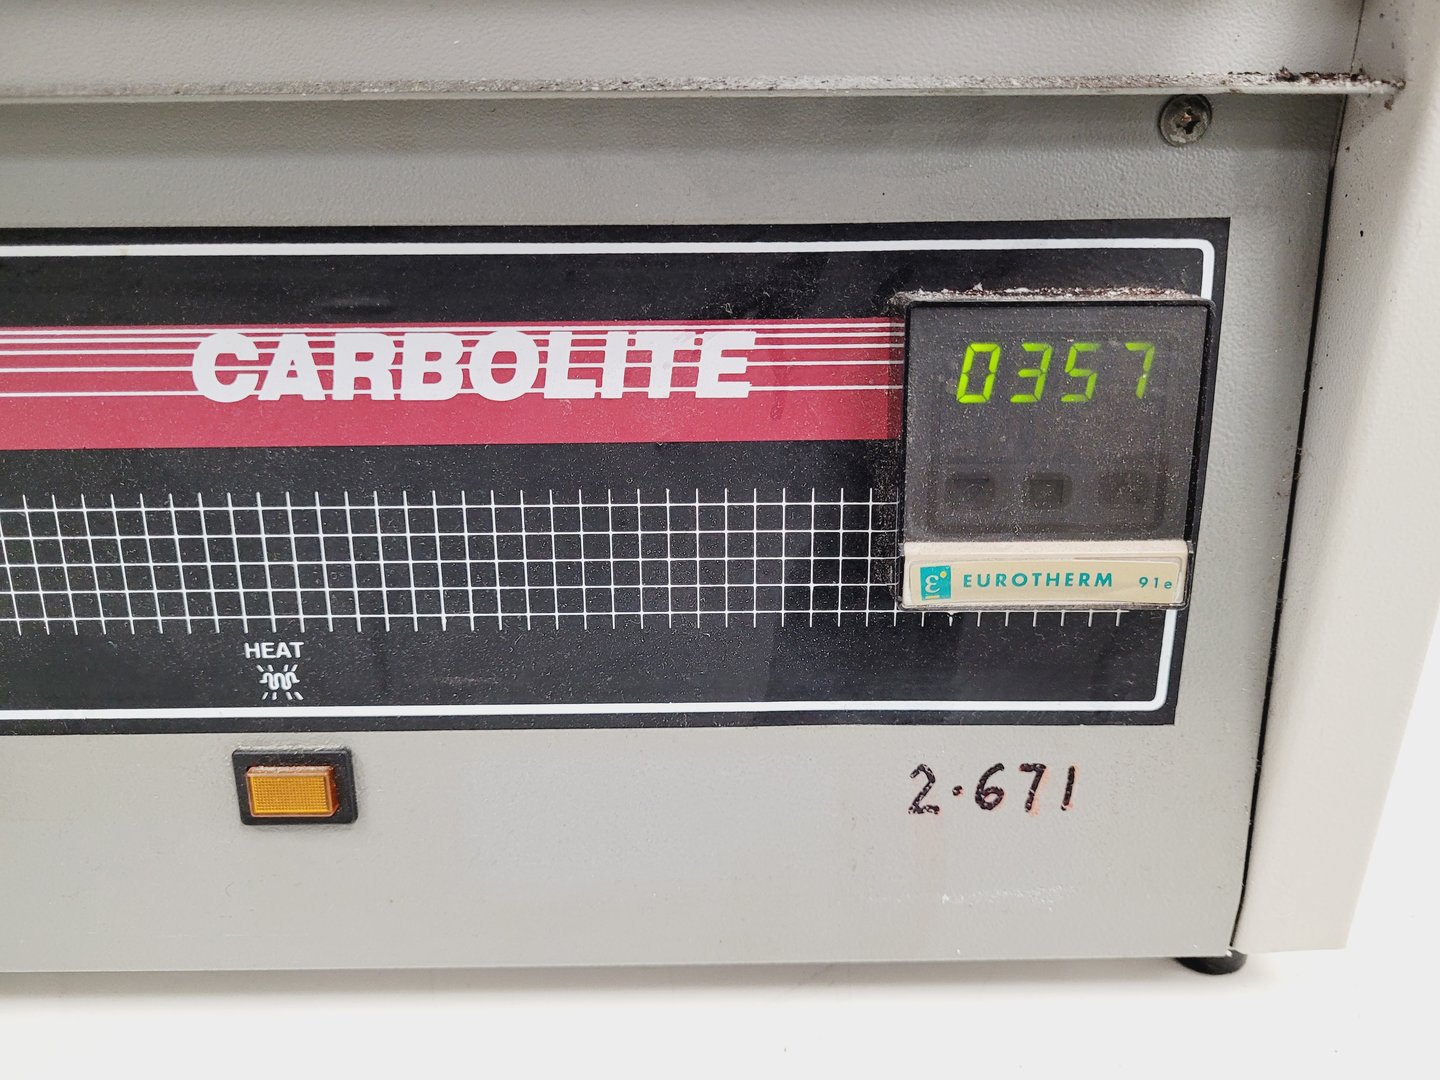 CARBOLITE
0357
EUROTHERM 91e
HEAT
2.671